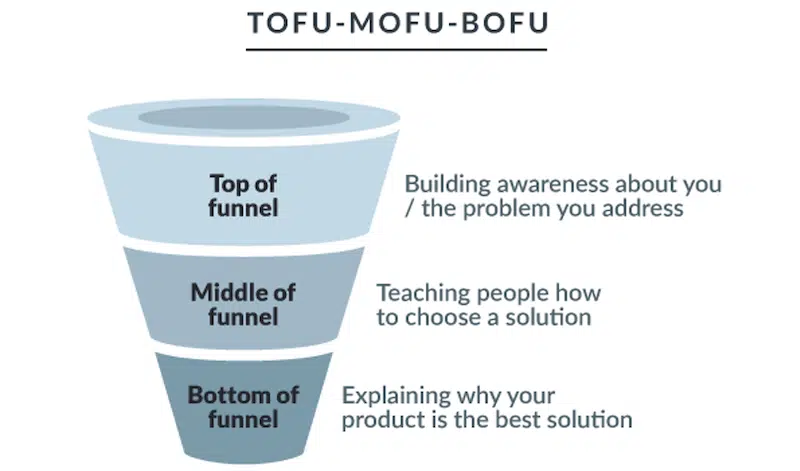 TOFU-MOFU-BOFU
Top of
funnel
Building awareness about you
/ the problem you address
Middle of
funnel
Teaching people how
to choose a solution
Bottom of
funnel
Explaining why your
product is the best solution